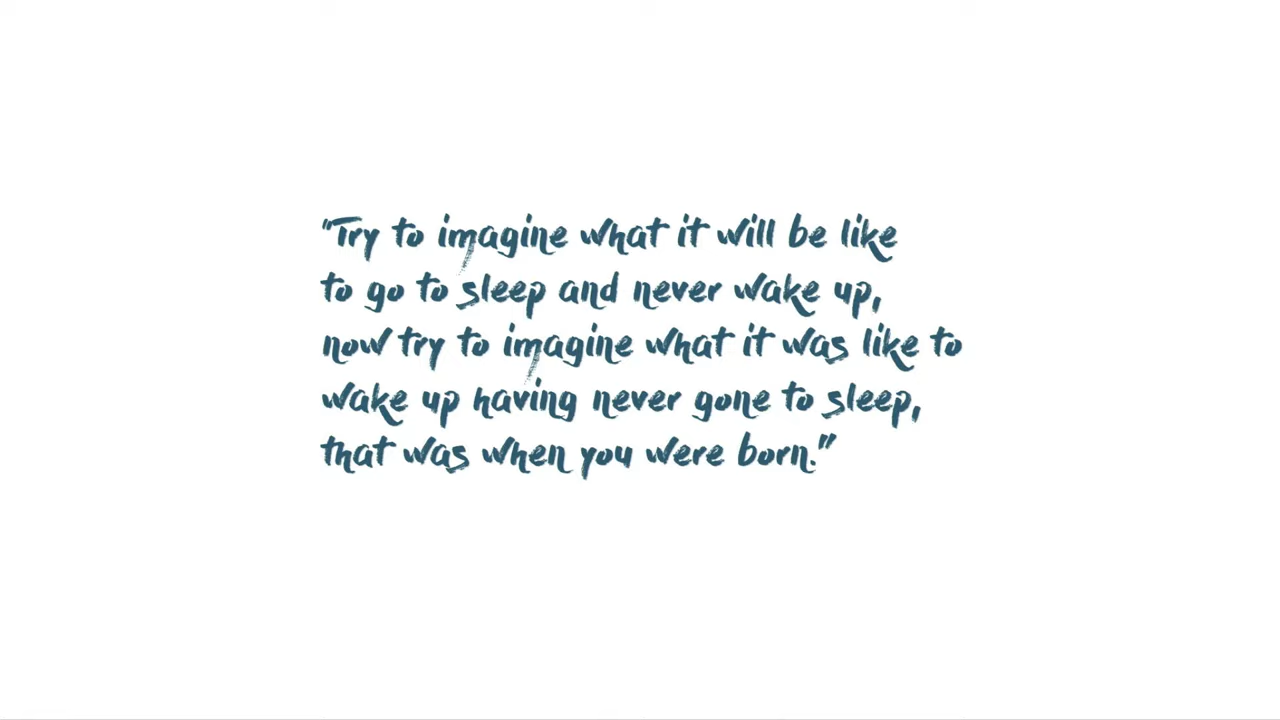 "Try to imagine what it will be like
to go to sleep and never wake up,
now try to imagine what it was like to
wake up having never gone to sleep,
that was when you were born."